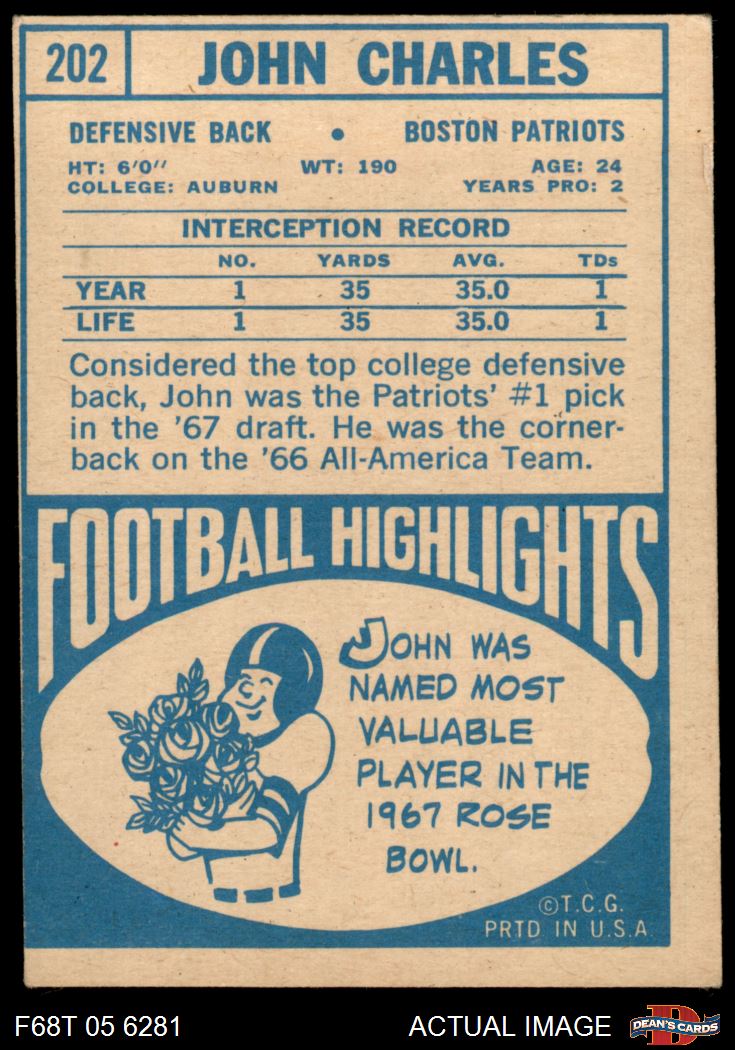 202 JOHN CHARLES
DEFENSIVE BACK • BOSTON PATRIOTS
HT: 6'0'' WT: 190 AGE: 24
COLLEGE: AUBURN YEARS PRO: 2
INTERCEPTION RECORD
NO. YARDS AVG. TDs
YEAR 1 35 35.0 1
LIFE 1 35 35.0 1
Considered the top college defensive
back, John was the Patriots' #1 pick
in the '67 draft. He was the corner-
back on the '66 All-America Team.
FOOTBALL HIGHLIGHTS
JOHN WAS
NAMED MOST
VALUABLE
PLAYER IN THE
1967 ROSE
BOWL.
©T.C.G.
PRTD IN U.S.A.
F68T 05 6281 ACTUAL IMAGE D DEAN'S CARDS